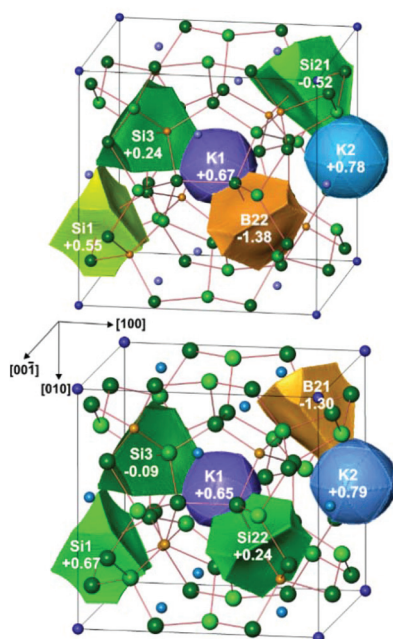 Si21
-0.52
Si3
+0.24
K1
+0.67
K2
+0.78
Si1
+0.55
B22
-1.38
[100]
[001̄]
[010]
B21
-1.30
Si3
-0.09
K1
+0.65
K2
+0.79
Si1
+0.67
Si22
+0.24